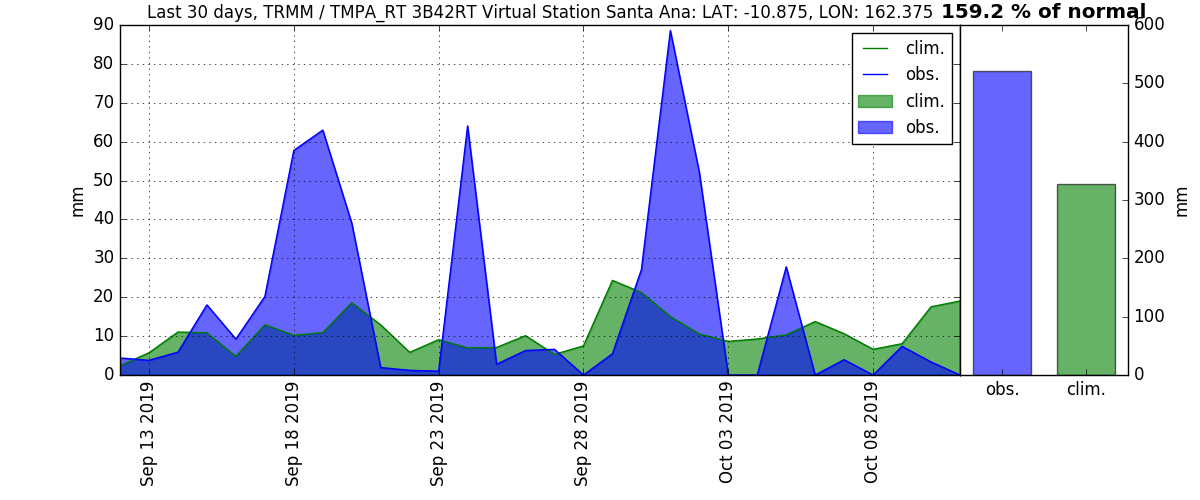 Last 30 days, TRMM / TMPA_RT 3B42RT Virtual Station Santa Ana: LAT: -10.875, LON: 162.375 159.2 % of normal
90
80
70
60
50
40
30
20
10
0
mm
Sep 13 2019
Sep 18 2019
Sep 23 2019
Sep 28 2019
Oct 03 2019
Oct 08 2019
clim.
obs.
clim.
obs.
600
500
400
300
200
100
0
mm
obs.
clim.